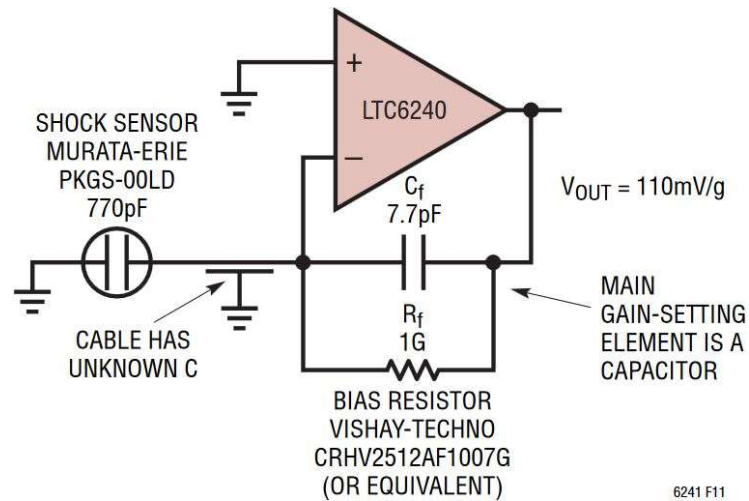 +
LTC6240
−
SHOCK SENSOR
MURATA-ERIE
PKGS-00LD
770pF
Cf
7.7pF
VOUT = 110mV/g
CABLE HAS
UNKNOWN C
Rf
1G
MAIN
GAIN-SETTING
ELEMENT IS A
CAPACITOR
BIAS RESISTOR
VISHAY-TECHNO
CRHV2512AF1007G
(OR EQUIVALENT)
6241 F11